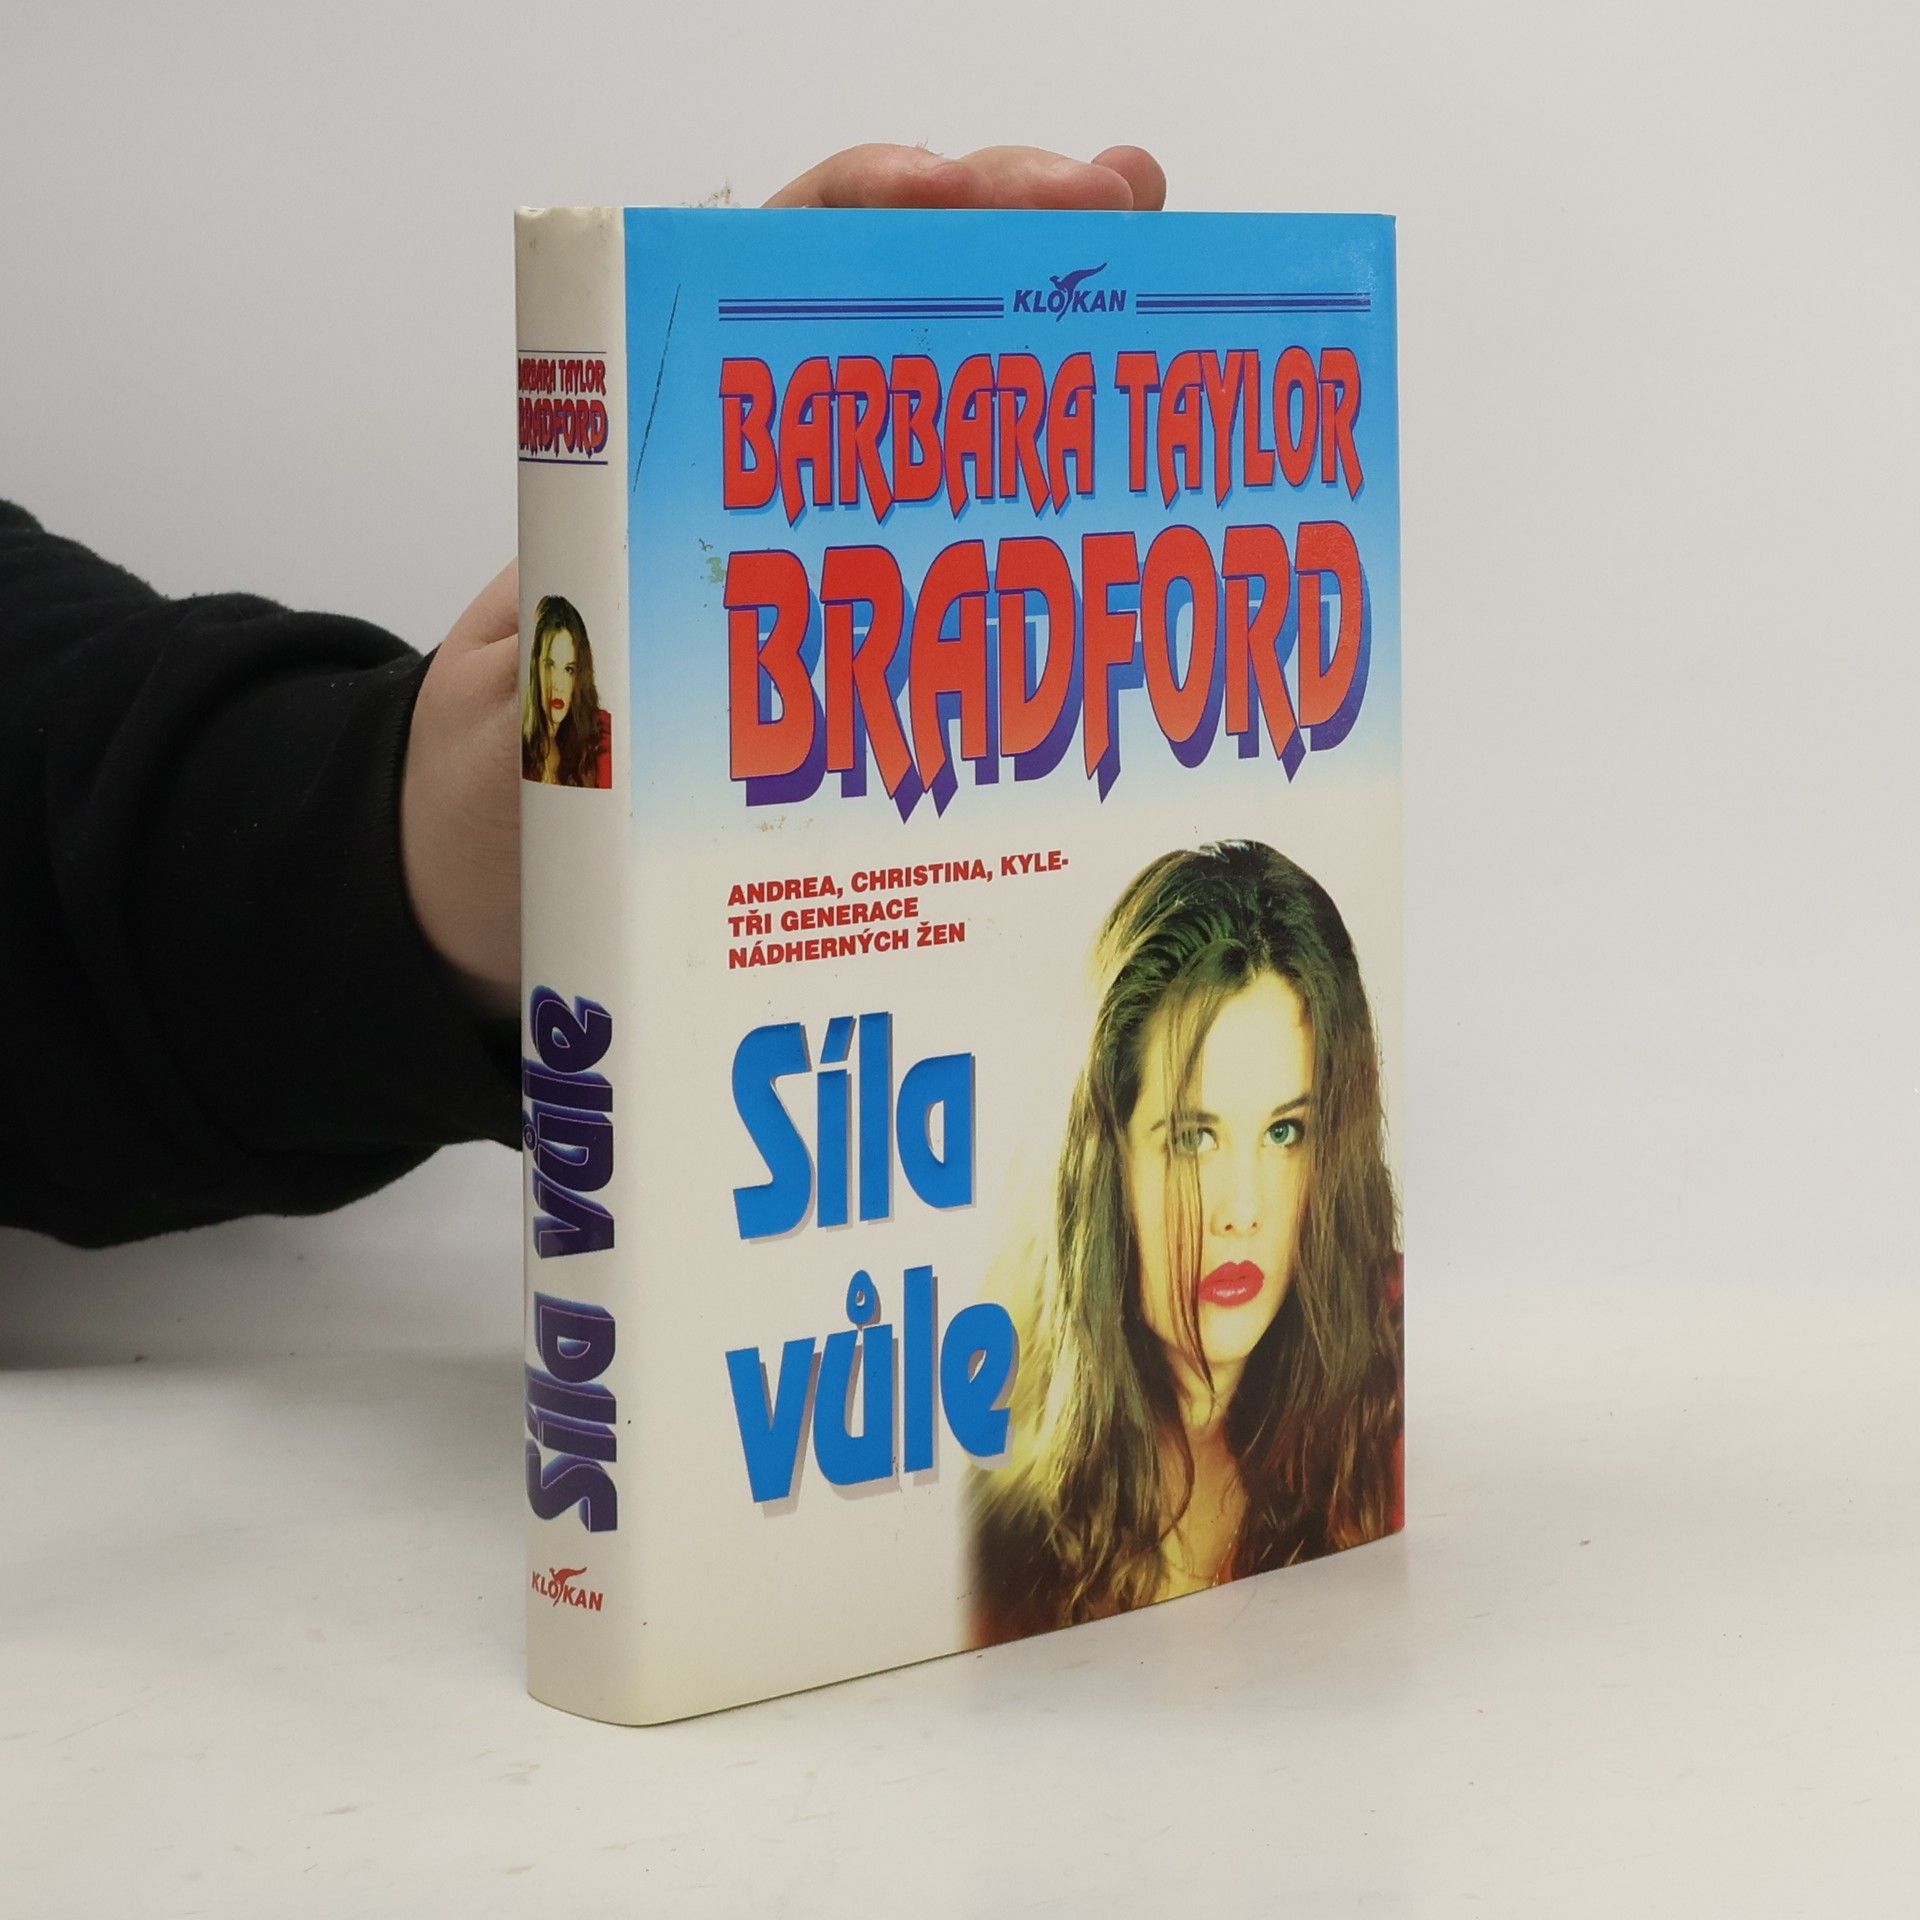 BARBARA TAYLOR
BRADFORD
Síla vůle
KLOKAN
KLOKAN
BARBARA TAYLOR
BRADFORD
ANDREA, CHRISTINA, KYLE-
TŘI GENERACE
NÁDHERNÝCH ŽEN
Síla
vůle